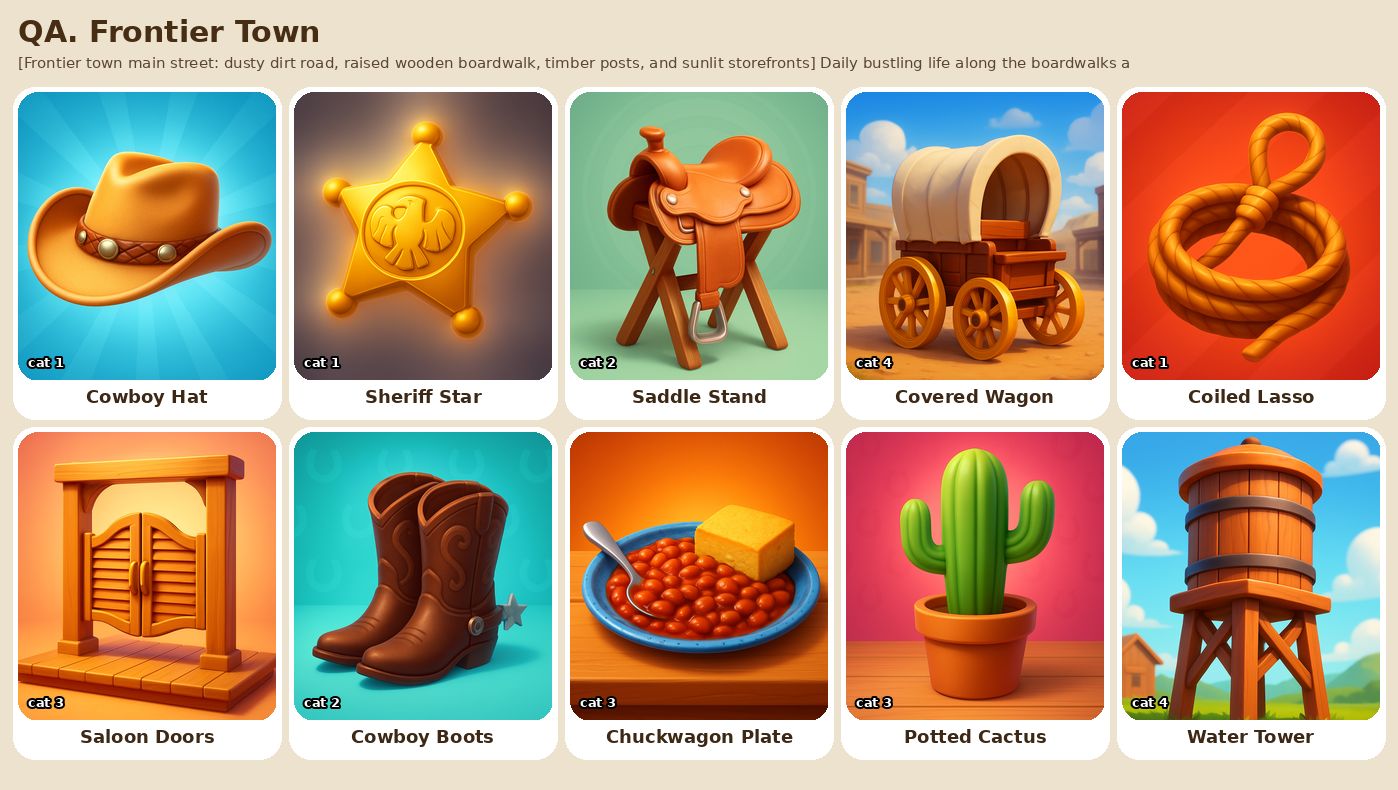 QA. Frontier Town
[Frontier town main street: dusty dirt road, raised wooden boardwalk, timber posts, and sunlit storefronts] Daily bustling life along the boardwalks a
cat 1
Cowboy Hat
cat 1
Sheriff Star
cat 2
Saddle Stand
cat 4
Covered Wagon
cat 1
Coiled Lasso
cat 3
Saloon Doors
cat 2
Cowboy Boots
cat 3
Chuckwagon Plate
cat 3
Potted Cactus
cat 4
Water Tower